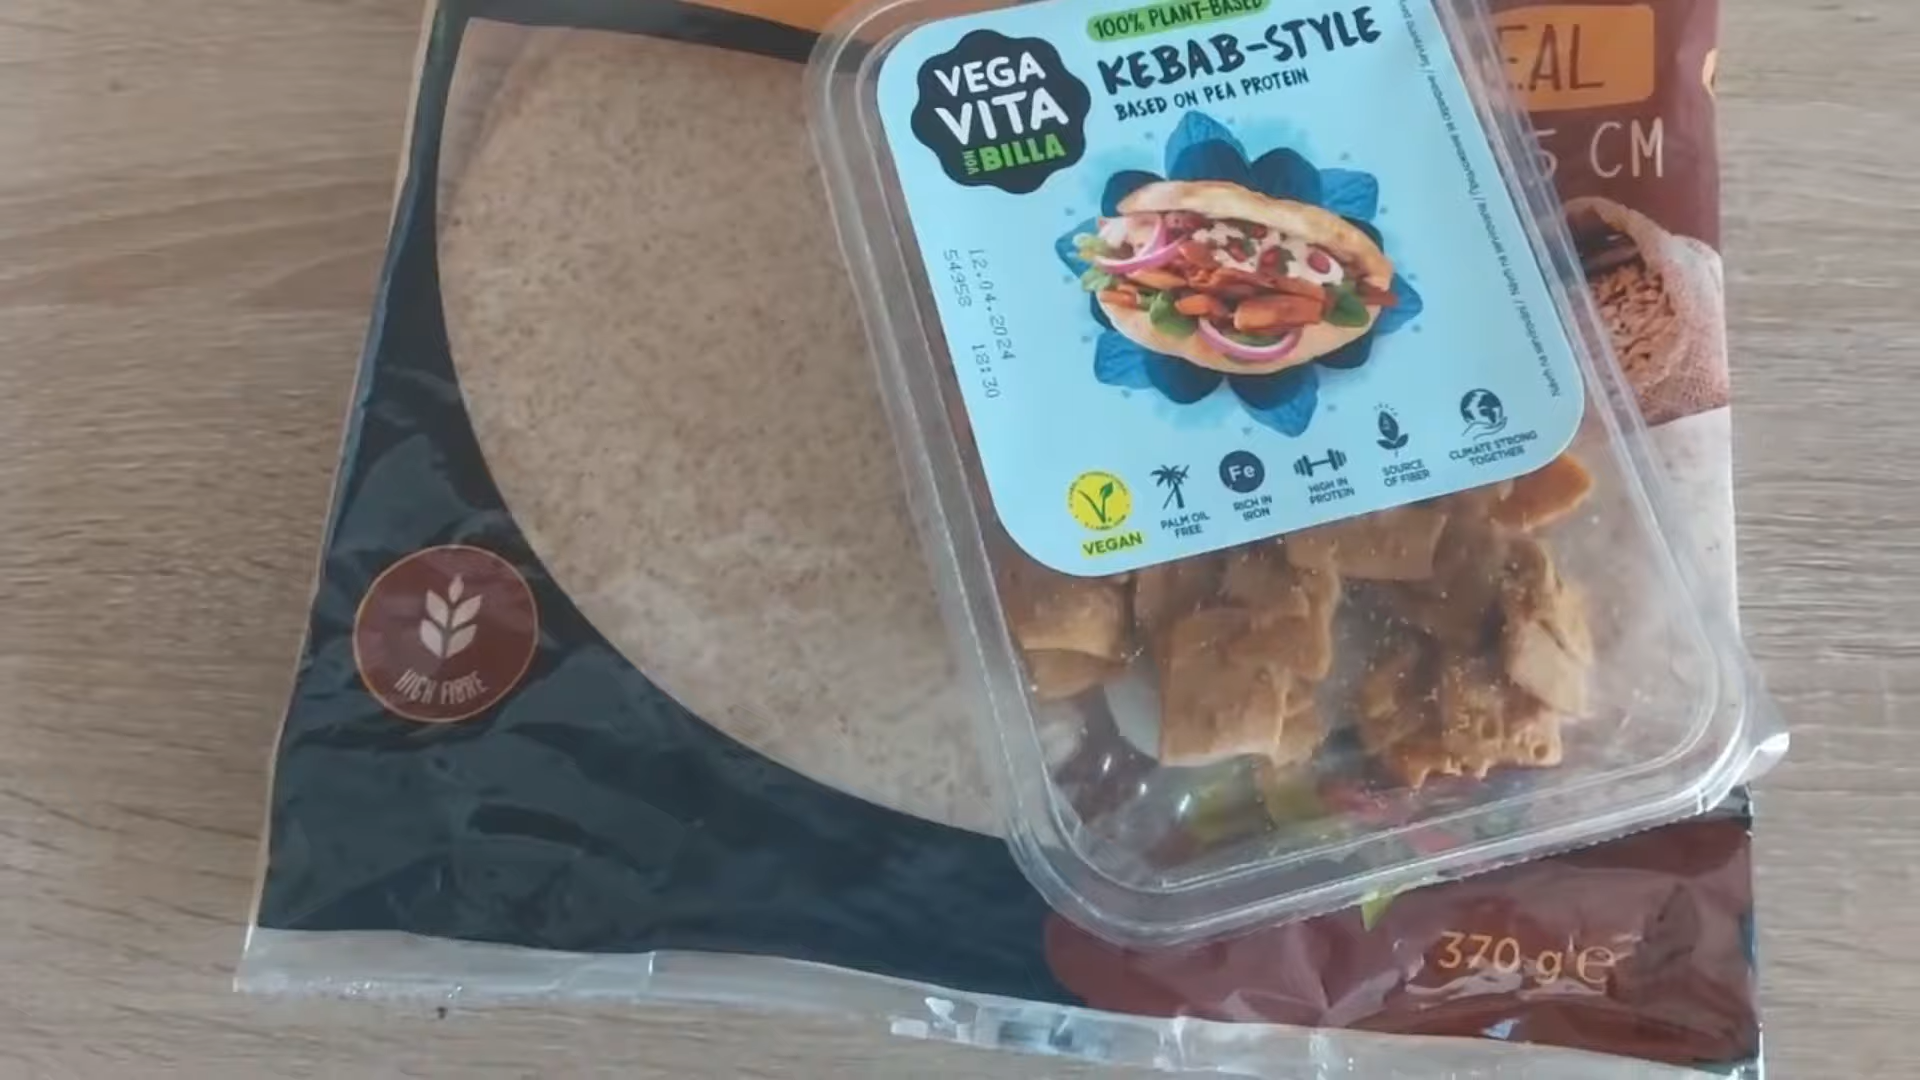 100% PLANT-BASED
KEBAB-STYLE
BASED ON PEA PROTEIN
VEGA
VITA
VON BILLA
EAL
5 CM
12.04.2024
54958 18:30
VEGAN
PALM OIL
FREE
Fe
RICH IN
IRON
HIGH IN
PROTEIN
SOURCE
OF FIBER
CLIMATE STRONG
TOGETHER
HIGH FIBRE
370 g e